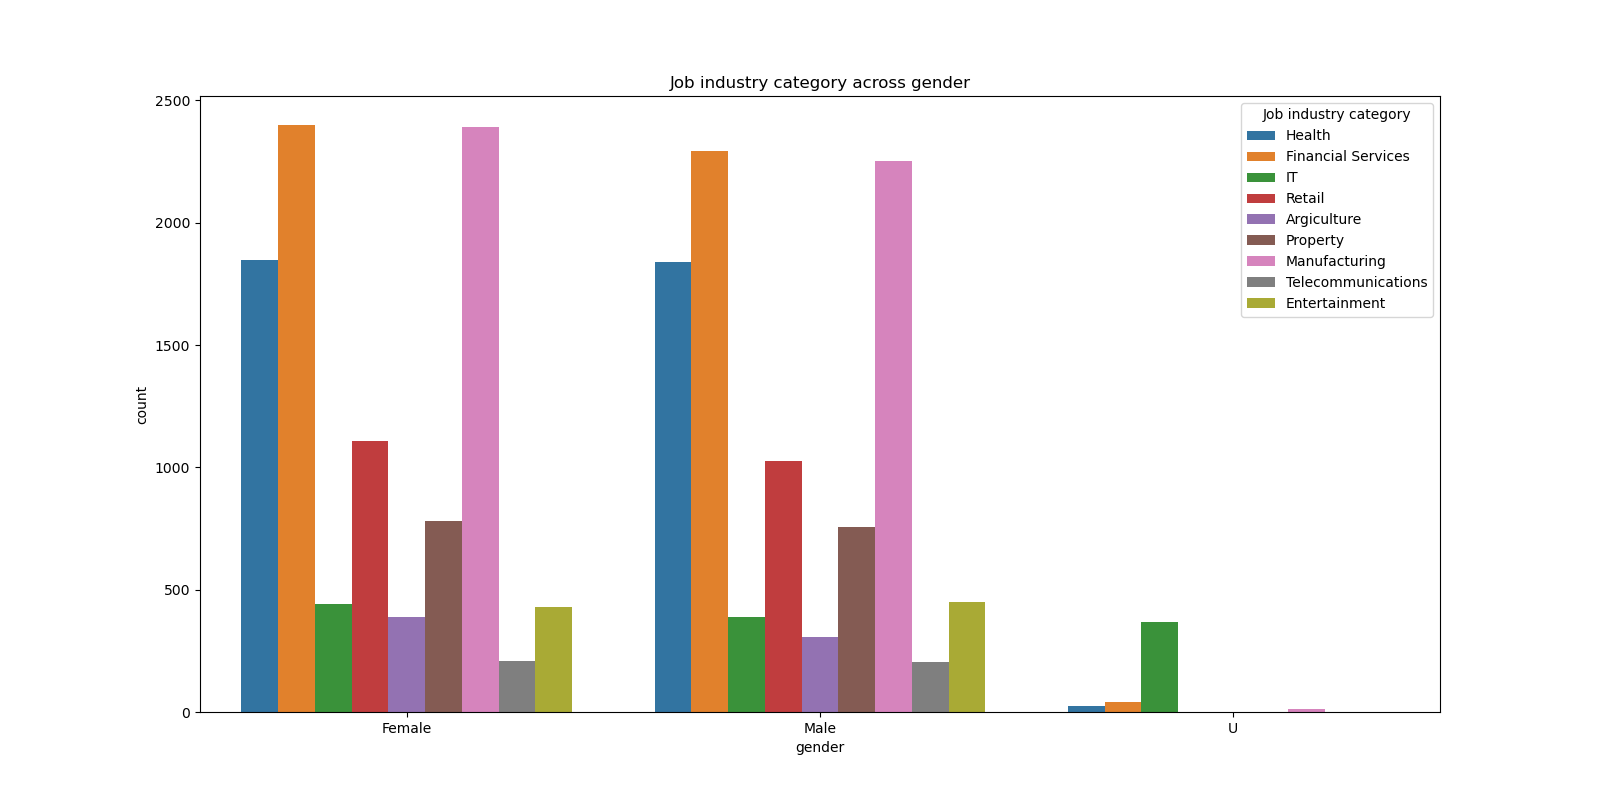 Job industry category across gender
2500
2000
1500
1000
500
0
count
Female
Male
U
gender
Job industry category
Health
Financial Services
IT
Retail
Argiculture
Property
Manufacturing
Telecommunications
Entertainment